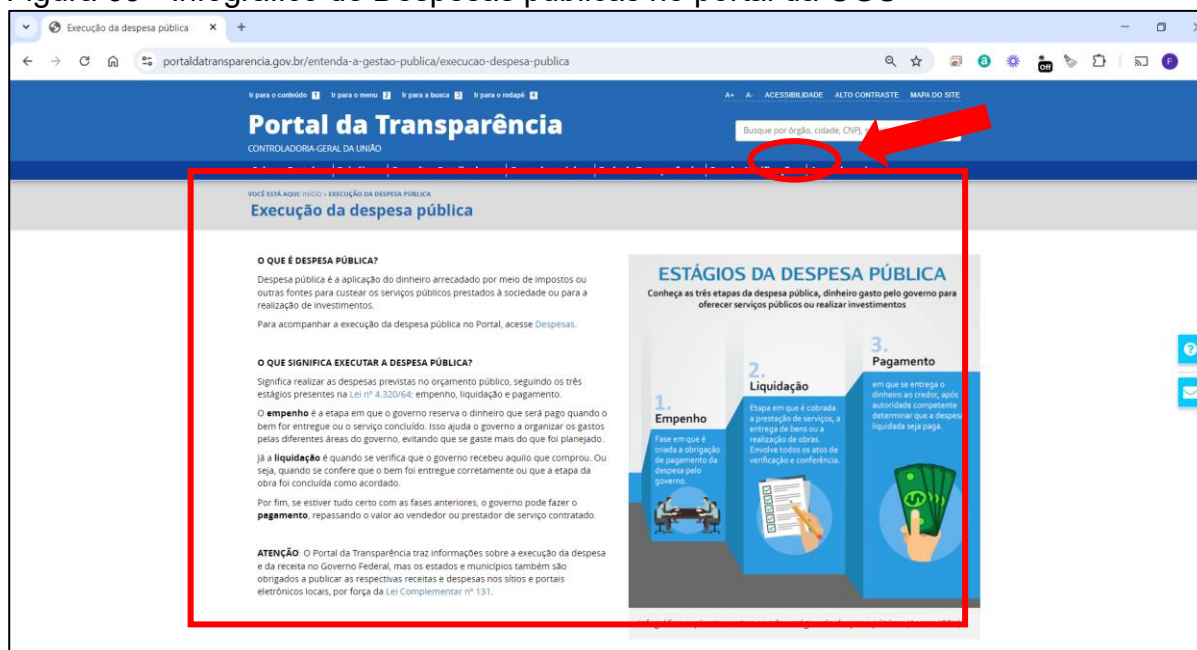 Execução da despesa pública
portaldatransparencia.gov.br/entenda-a-gestao-publica/execucao-despesa-publica
Off
F
Ir para o conteúdo 1 Ir para o menu 2 Ir para a busca 3 Ir para o rodapé 4
A+ A- ACESSIBILIDADE ALTO CONTRASTE MAPA DO SITE
Portal da Transparência
Busque por órgão, cidade, CNPJ,
CONTROLADORIA-GERAL DA UNIÃO
VOCÊ ESTÁ AQUI: INÍCIO » EXECUÇÃO DA DESPESA PÚBLICA
Execução da despesa pública
O QUE É DESPESA PÚBLICA?
Despesa pública é a aplicação do dinheiro arrecadado por meio de impostos ou
outras fontes para custear os serviços públicos prestados à sociedade ou para a
realização de investimentos.
Para acompanhar a execução da despesa pública no Portal, acesse Despesas.
O QUE SIGNIFICA EXECUTAR A DESPESA PÚBLICA?
Significa realizar as despesas previstas no orçamento público, seguindo os três
estágios presentes na Lei nº 4.320/64: empenho, liquidação e pagamento.
O empenho é a etapa em que o governo reserva o dinheiro que será pago quando o
bem for entregue ou o serviço concluído. Isso ajuda o governo a organizar os gastos
pelas diferentes áreas do governo, evitando que se gaste mais do que foi planejado.
Já a liquidação é quando se verifica que o governo recebeu aquilo que comprou. Ou
seja, quando se confere que o bem foi entregue corretamente ou que a etapa da
obra foi concluída como acordado.
Por fim, se estiver tudo certo com as fases anteriores, o governo pode fazer o
pagamento, repassando o valor ao vendedor ou prestador de serviço contratado.
ATENÇÃO: O Portal da Transparência traz informações sobre a execução da despesa
e da receita no Governo Federal, mas os estados e municípios também são
obrigados a publicar as respectivas receitas e despesas nos sítios e portais
eletrônicos locais, por força da Lei Complementar nº 131.
ESTÁGIOS DA DESPESA PÚBLICA
Conheça as três etapas da despesa pública, dinheiro gasto pelo governo para
oferecer serviços públicos ou realizar investimentos
1.
Empenho
Fase em que é
criada a obrigação
de pagamento da
despesa pelo
governo.
2.
Liquidação
Etapa em que é cobrada
a prestação de serviços, a
entrega de bens ou a
realização de obras.
Envolve todos os atos de
verificação e conferência.
3.
Pagamento
em que se entrega o
dinheiro ao credor, após
autoridade competente
determinar que a despesa
liquidada seja paga.